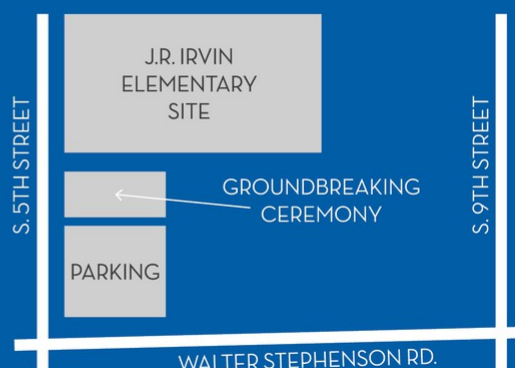 J.R. IRVIN
ELEMENTARY
SITE
S. 5TH STREET
S. 9TH STREET
GROUNDBREAKING
CEREMONY
PARKING
WALTER STEPHENSON RD.